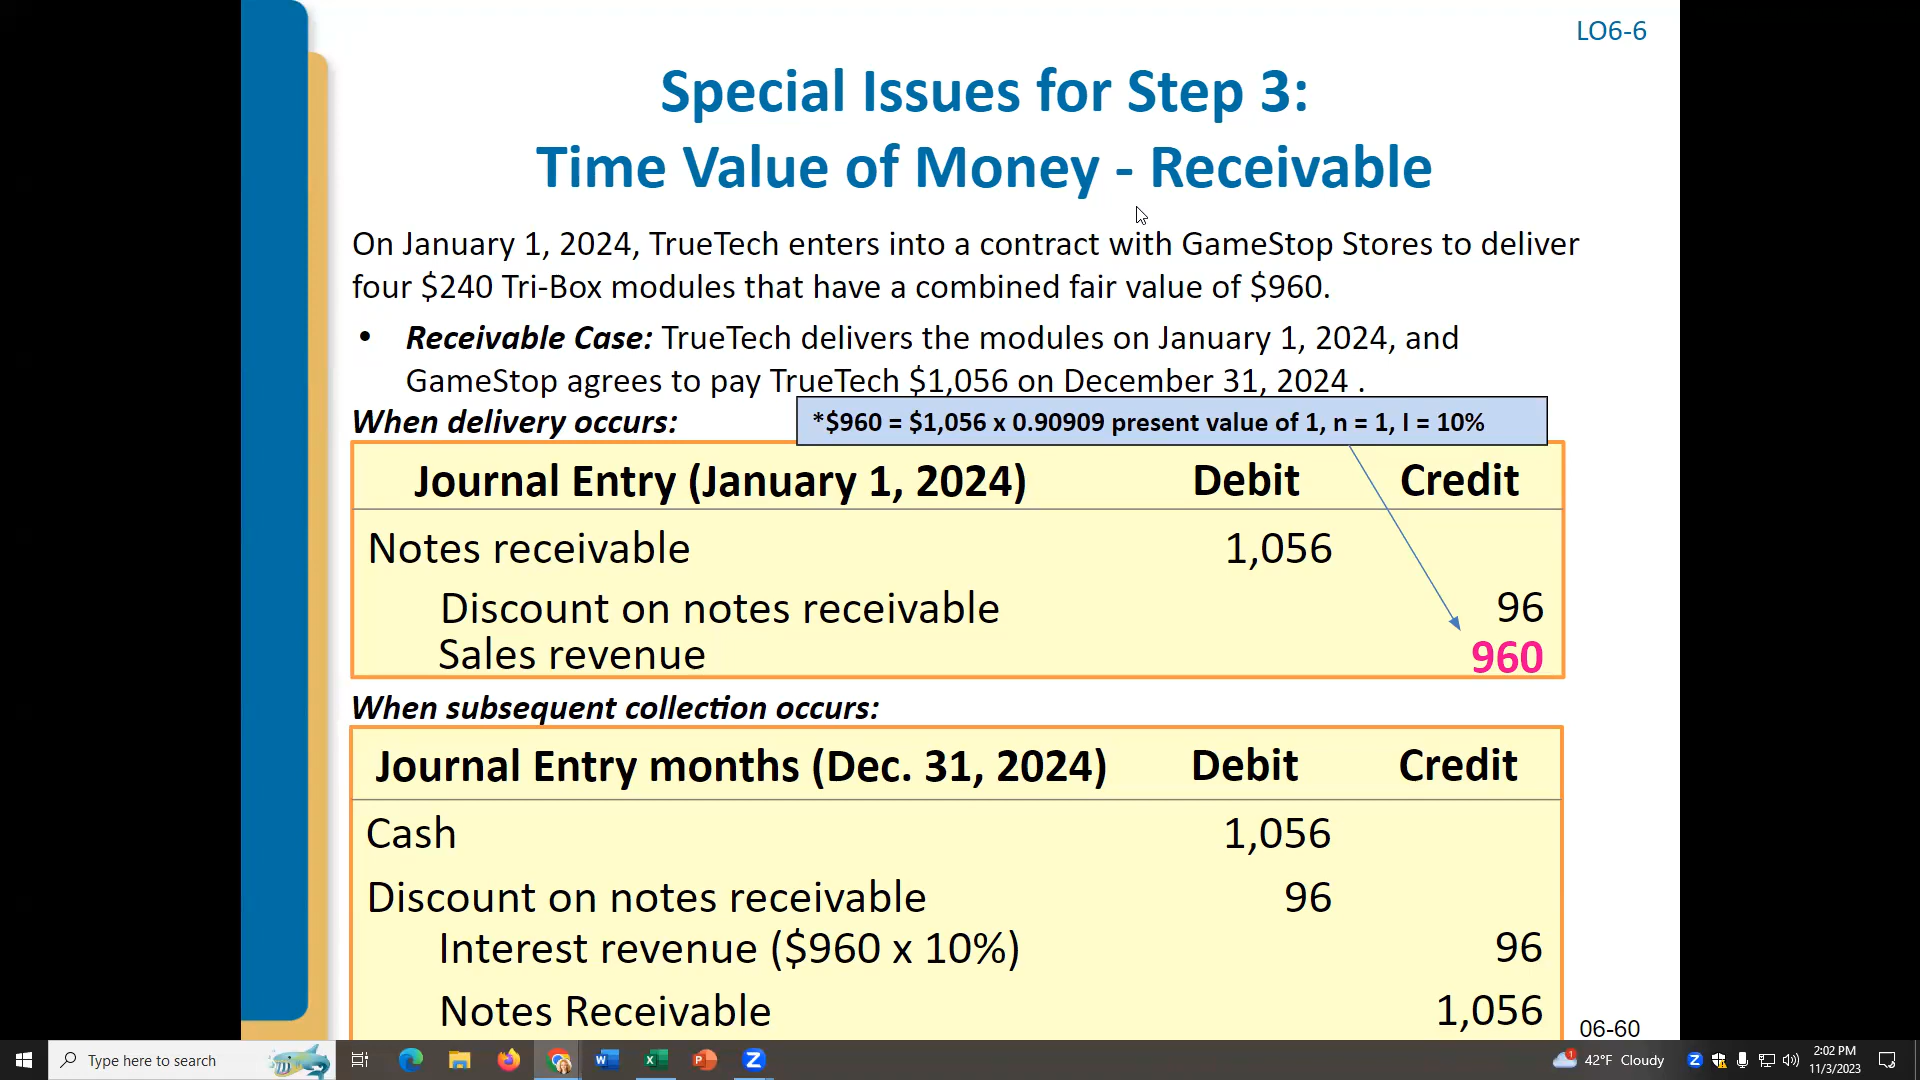 LO6-6
Special Issues for Step 3:
Time Value of Money - Receivable
On January 1, 2024, TrueTech enters into a contract with GameStop Stores to deliver
four $240 Tri-Box modules that have a combined fair value of $960.
• Receivable Case: TrueTech delivers the modules on January 1, 2024, and
GameStop agrees to pay TrueTech $1,056 on December 31, 2024 .
When delivery occurs:
*$960 = $1,056 x 0.90909 present value of 1, n = 1, I = 10%
Journal Entry (January 1, 2024) Debit Credit
Notes receivable 1,056
Discount on notes receivable 96
Sales revenue 960
When subsequent collection occurs:
Journal Entry months (Dec. 31, 2024) Debit Credit
Cash 1,056
Discount on notes receivable 96
Interest revenue ($960 x 10%) 96
Notes Receivable 1,056
06-60
Type here to search
42°F Cloudy
2:02 PM
11/3/2023